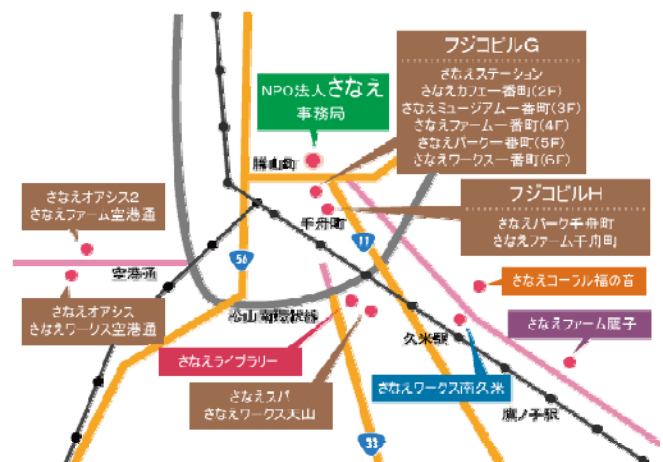 フジコビルG
さなえステーション
さなえカフェ一番町(2F)
さなえミュージアム一番町(3F)
さなえファーム一番町(4F)
さなえパーク一番町(5F)
さなえワークス一番町(6F)
NPO法人さなえ
事務局
勝山町
フジコビルH
さなえパーク千舟町
さなえファーム千舟町
千舟町
さなえオアシス2
さなえファーム空港通
11
56
空港通
さなえコーラル福の音
さなえオアシス
さなえワークス空港通
松山南環状線
久米駅
さなえファーム鷹子
さなえライブラリー
さなえワークス南久米
さなえスパ
さなえワークス天山
鷹ノ子駅
33